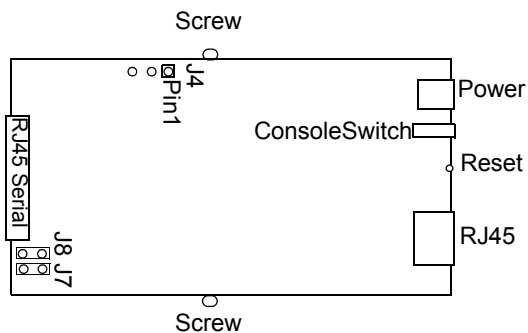 Screw
J4
Pin1
Power
ConsoleSwitch
RJ45 Serial
Reset
RJ45
J8
J7
Screw